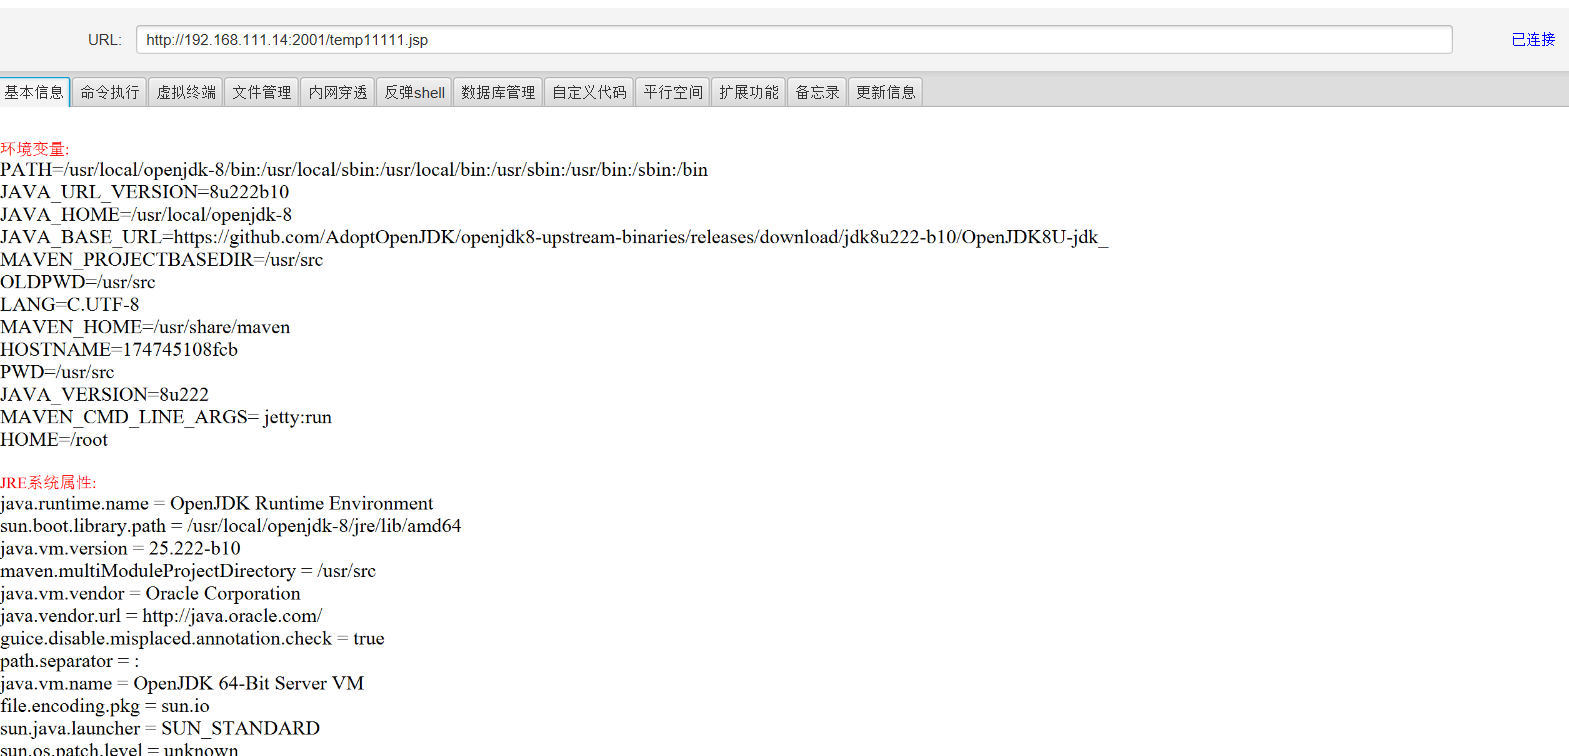 URL: http://192.168.111.14:2001/temp11111.jsp 已连接
基本信息 命令执行 虚拟终端 文件管理 内网穿透 反弹shell 数据库管理 自定义代码 平行空间 扩展功能 备忘录 更新信息
环境变量:
PATH=/usr/local/openjdk-8/bin:/usr/local/sbin:/usr/local/bin:/usr/sbin:/usr/bin:/sbin:/bin
JAVA_URL_VERSION=8u222b10
JAVA_HOME=/usr/local/openjdk-8
JAVA_BASE_URL=https://github.com/AdoptOpenJDK/openjdk8-upstream-binaries/releases/download/jdk8u222-b10/OpenJDK8U-jdk_
MAVEN_PROJECTBASEDIR=/usr/src
OLDPWD=/usr/src
LANG=C.UTF-8
MAVEN_HOME=/usr/share/maven
HOSTNAME=174745108fcb
PWD=/usr/src
JAVA_VERSION=8u222
MAVEN_CMD_LINE_ARGS= jetty:run
HOME=/root
JRE系统属性:
java.runtime.name = OpenJDK Runtime Environment
sun.boot.library.path = /usr/local/openjdk-8/jre/lib/amd64
java.vm.version = 25.222-b10
maven.multiModuleProjectDirectory = /usr/src
java.vm.vendor = Oracle Corporation
java.vendor.url = http://java.oracle.com/
guice.disable.misplaced.annotation.check = true
path.separator = :
java.vm.name = OpenJDK 64-Bit Server VM
file.encoding.pkg = sun.io
sun.java.launcher = SUN_STANDARD
sun.os.patch.level = unknown